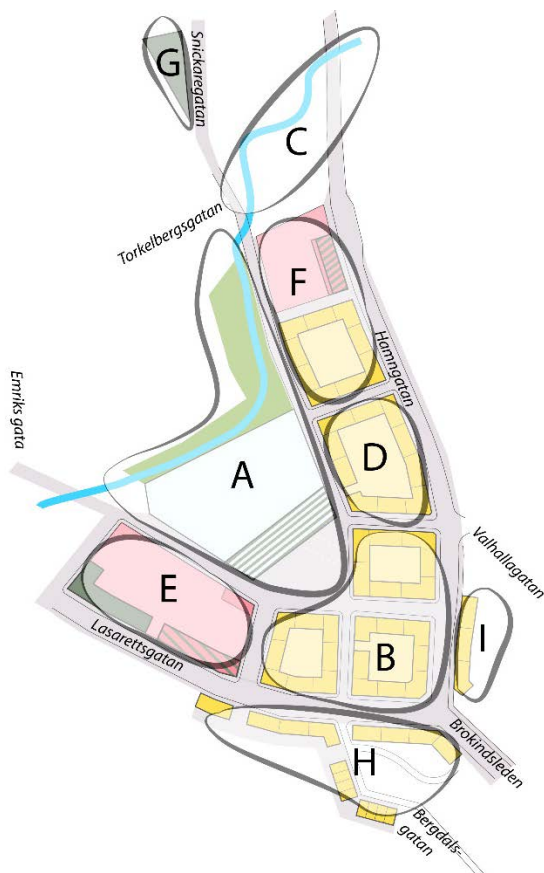 G
Snickaregatan
C
Torkelbergsgatan
F
Hamngatan
Emriks gata
D
A
Valhallagatan
E
I
Lasarettsgatan
B
Brokindsleden
H
Bergdals-
gatan